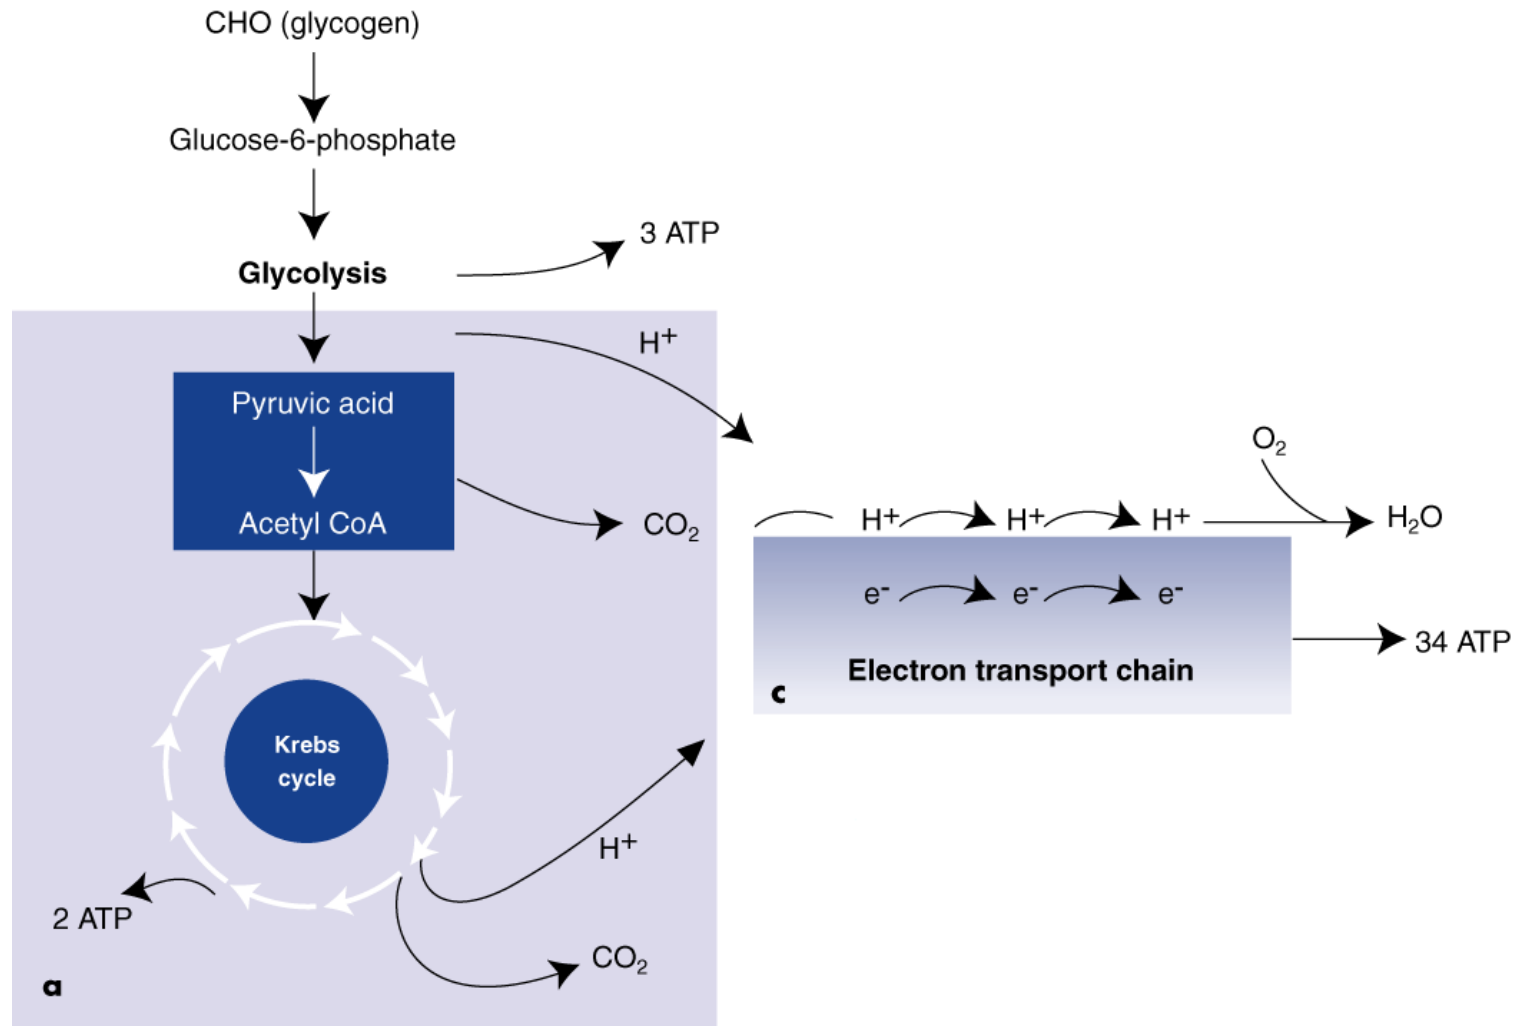 CHO (glycogen)
Glucose-6-phosphate
3 ATP
Glycolysis
H+
Pyruvic acid
CO₂
Acetyl CoA
O₂
H+ H+ H+
H₂O
e- e- e-
34 ATP
Electron transport chain
c
Krebs
cycle
H+
2 ATP
CO₂
a